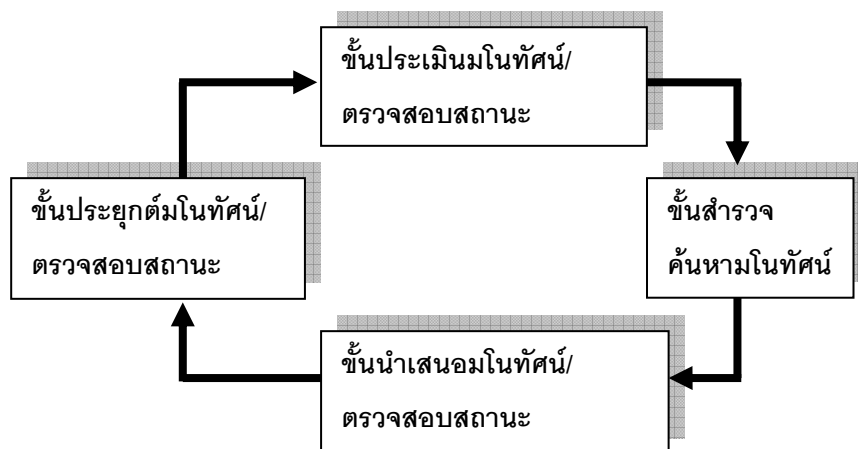 ขั้นประเมินมโนทัศน์/
ตรวจสอบสถานะ
ขั้นประยุกต์มโนทัศน์/
ตรวจสอบสถานะ
ขั้นสำรวจ
ค้นหามโนทัศน์
ขั้นนำเสนอมโนทัศน์/
ตรวจสอบสถานะ